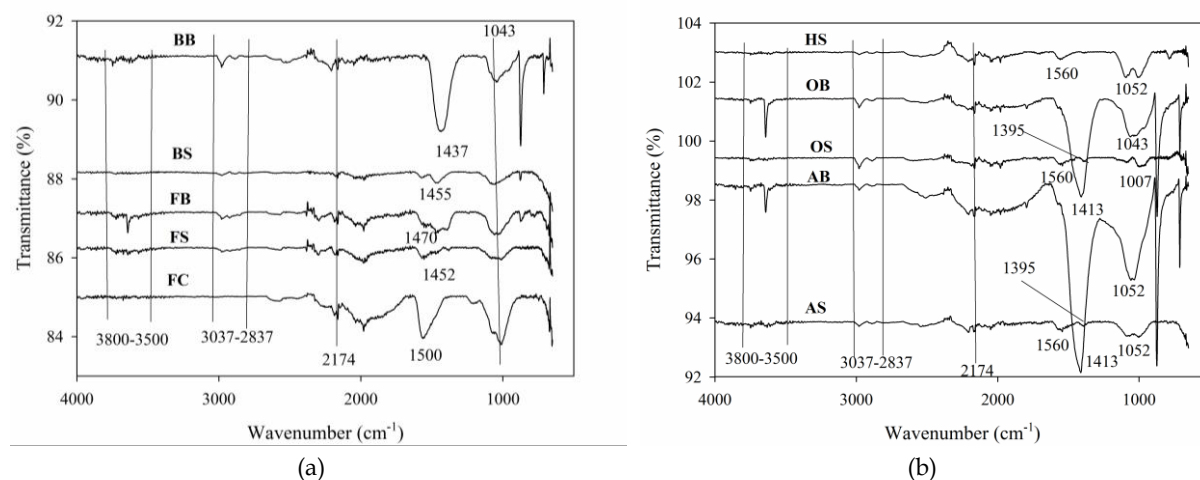 92
BB
1043
90
1437
BS
88
1455
FB
1470
86
FS
1452
FC
84
3800-3500
3037-2837
2174
1500
4000
3000
2000
1000
Transmittance (%)
Wavenumber (cm-1)
(a)
104
HS
1560
1052
102
OB
1395
1043
100
OS
1560
1007
AB
1413
98
96
1395
1052
94
AS
1560
1413
1052
3800-3500
3037-2837
2174
92
4000
3000
2000
1000
Transmittance (%)
Wavenumber (cm-1)
(b)